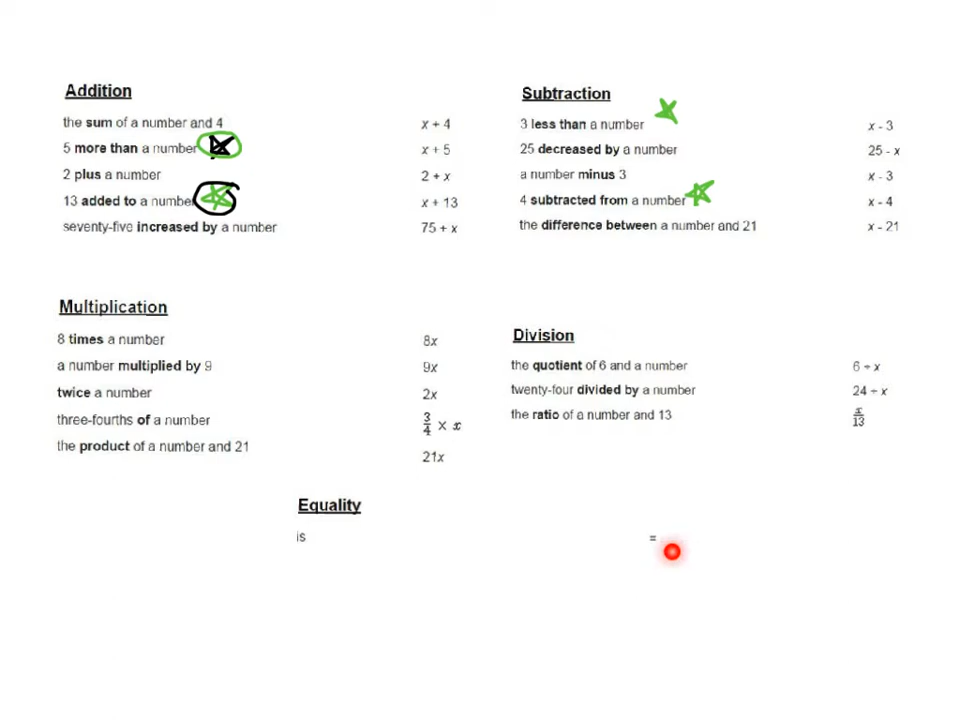 Addition
the sum of a number and 4 x + 4
5 more than a number x + 5
2 plus a number 2 + x
13 added to a number x + 13
seventy-five increased by a number 75 + x
Subtraction
3 less than a number x - 3
25 decreased by a number 25 - x
a number minus 3 x - 3
4 subtracted from a number x - 4
the difference between a number and 21 x - 21
Multiplication
8 times a number 8x
a number multiplied by 9 9x
twice a number 2x
three-fourths of a number 3/4 × x
the product of a number and 21 21x
Division
the quotient of 6 and a number 6 ÷ x
twenty-four divided by a number 24 ÷ x
the ratio of a number and 13 x/13
Equality
is =